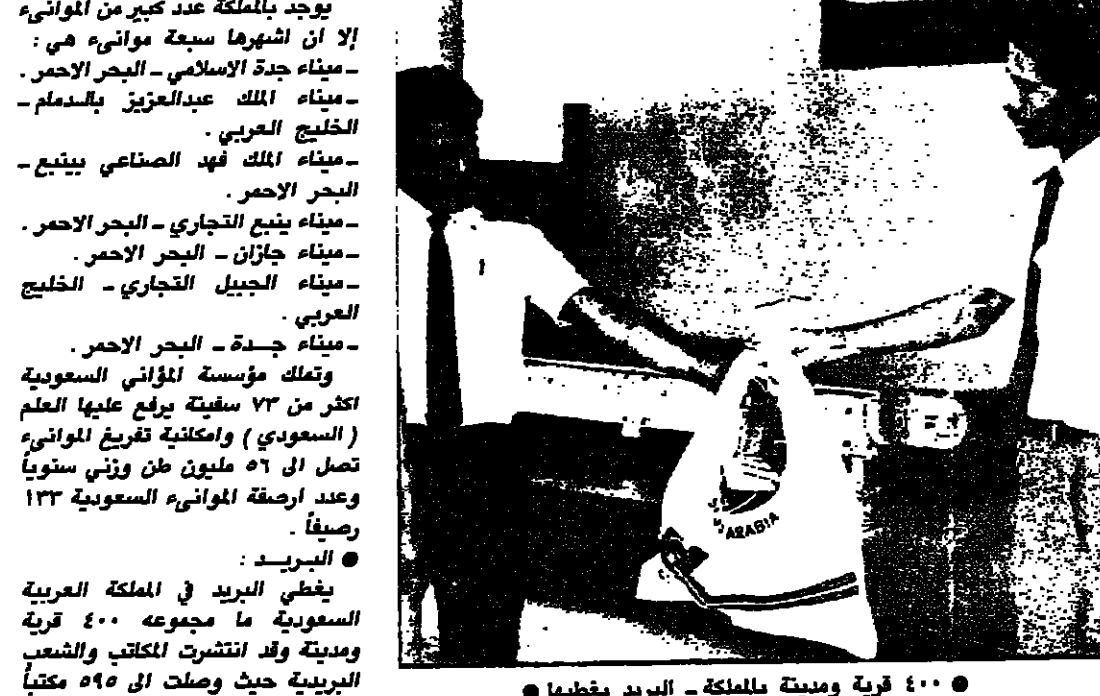 يوجد بالمملكة عدد كبير من الموانىء
إلا ان اشهرها سبعة موانىء هي :
ـ ميناء جدة الاسلامي ـ البحر الاحمر .
ـ ميناء الملك عبدالعزيز بالدمام ـ
الخليج العربي .
ـ ميناء الملك فهد الصناعي بينبع ـ
البحر الاحمر .
ـ ميناء ينبع التجاري ـ البحر الاحمر .
ـ ميناء جازان ـ البحر الاحمر .
ـ ميناء الجبيل التجاري ـ الخليج
العربي .
ـ ميناء جـــدة ـ البحر الاحمر .
وتملك مؤسسة المؤاني السعودية
اكثر من ٧٣ سفينة يرفع عليها العلم
( السعودي ) وامكانية تفريغ الموانىء
تصل الى ٥٦ مليون طن وزني سنوياً
وعدد ارصفة الموانىء السعودية ١٣٣
رصيفاً .
● البريــد :
يغطي البريد في المملكة العربية
السعودية ما مجموعه ٤٠٠ قرية
ومدينة وقد انتشرت المكاتب والشعب
البريدية حيث وصلت الى ٥٩٥ مكتباً
ARABIA
● ٤٠٠ قرية ومدينة بالمملكة ـ البريد يغطيها ●